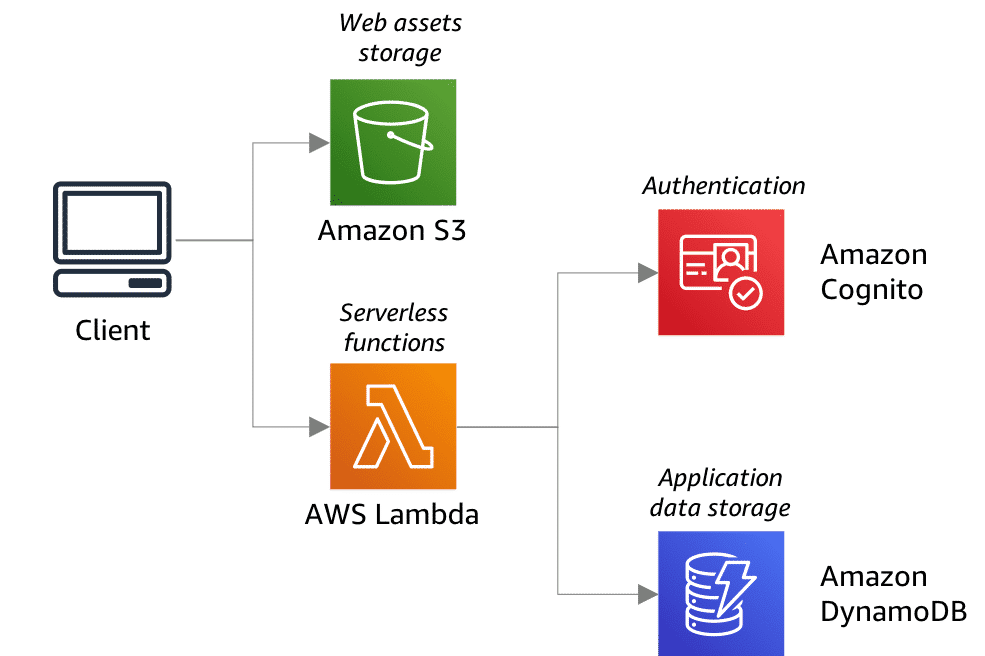 Web assets
storage
Amazon S3
Client
Serverless
functions
AWS Lambda
Authentication
Amazon
Cognito
Application
data storage
Amazon
DynamoDB